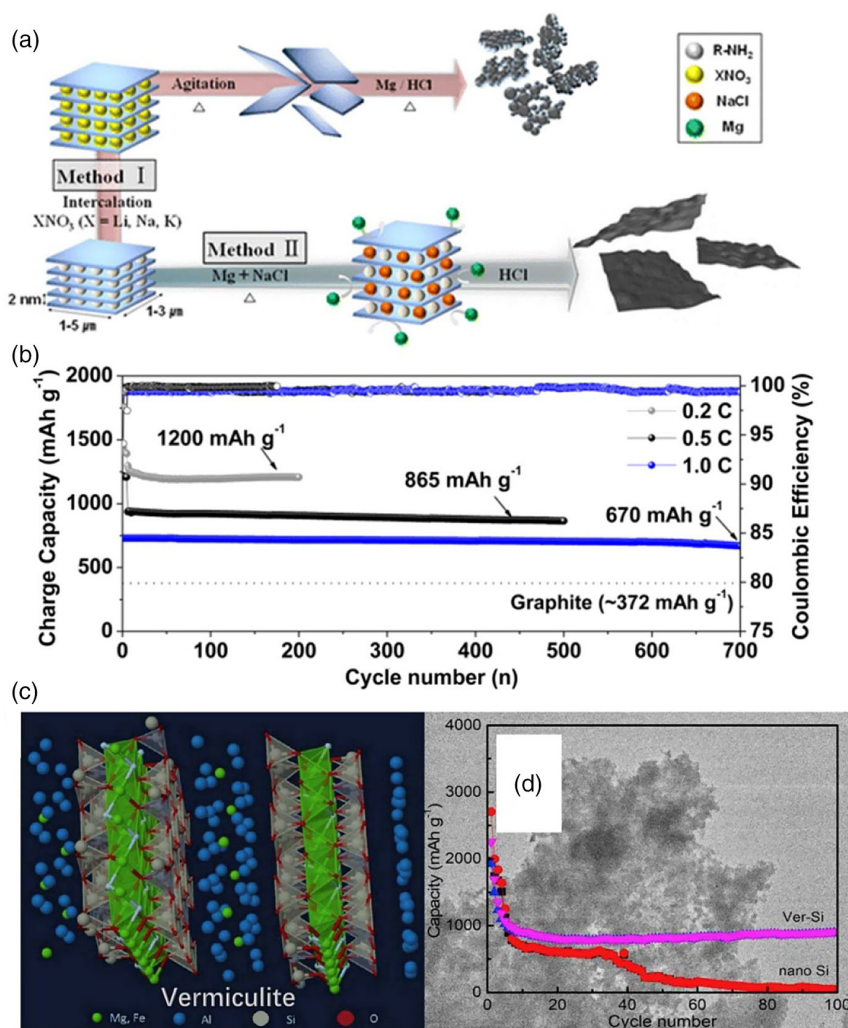 (a)
Agitation
△
Mg / HCl
△
R-NH₂
XNO₃
NaCl
Mg
Method I
Intercalation
XNO₃ (X = Li, Na, K)
Method II
Mg + NaCl
△
HCl
2 nm
1-5 μm
1-3 μm
(b)
2000
1500
1250
1000
750
500
250
0
Charge Capacity (mAh g⁻¹)
1200 mAh g⁻¹
865 mAh g⁻¹
670 mAh g⁻¹
0.2 C
0.5 C
1.0 C
Graphite (~372 mAh g⁻¹)
100
95
90
85
80
75
Coulombic Efficiency (%)
0 100 200 300 400 500 600 700
Cycle number (n)
(c)
Vermiculite
Mg, Fe
Al
Si
O
(d)
4000
3000
2000
1000
0
Capacity (mAh g⁻¹)
Ver-Si
nano Si
0 20 40 60 80 100
Cycle number